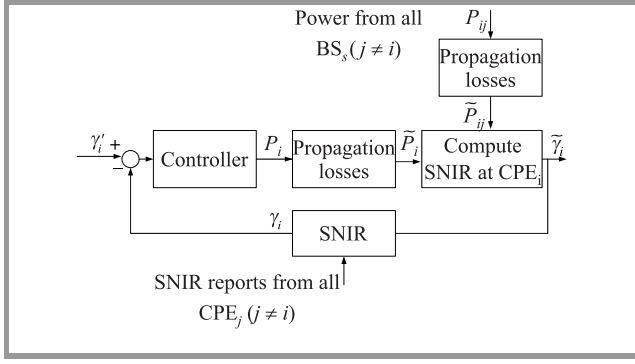 Power from all
BSₛ(j ≠ i)
P_ij
Propagation
losses
P̃_ij
γ′_i +
−
Controller
P_i
Propagation
losses
P̃_i
Compute
SNIR at CPE_i
γ̃_i
γ_i
SNIR
SNIR reports from all
CPE_j (j ≠ i)